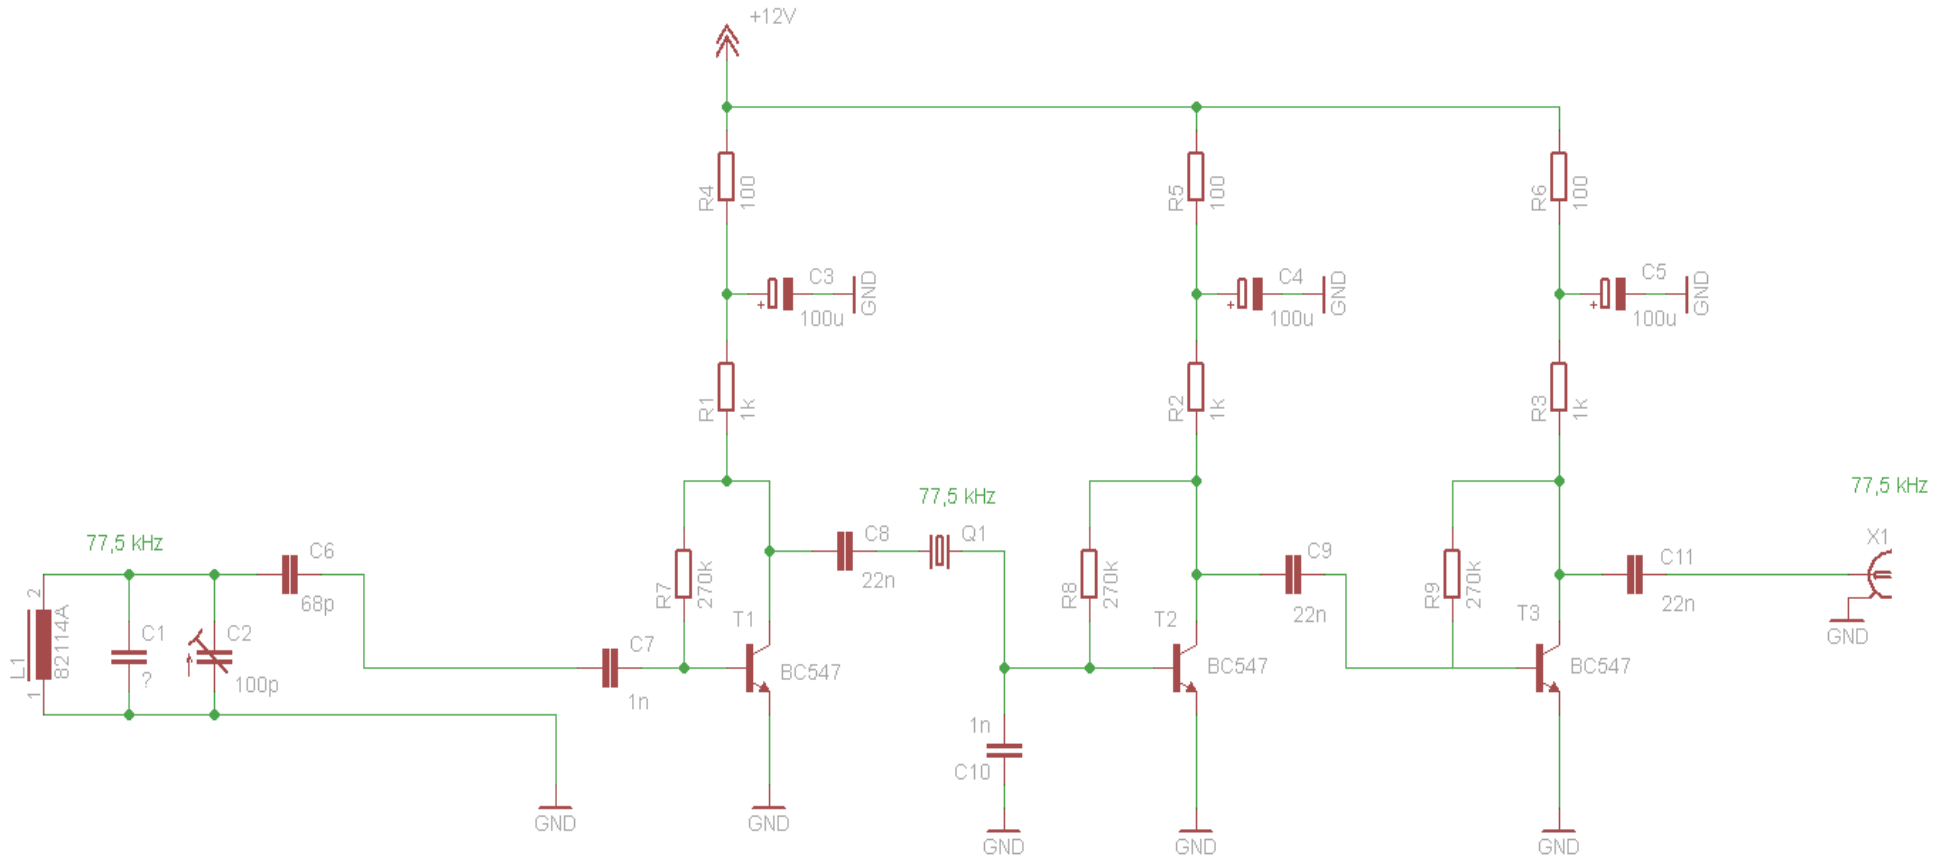 +12V
R4
100
R5
100
R6
100
C3
100u
GND
C4
100u
GND
C5
100u
GND
R1
1k
R2
1k
R3
1k
77,5 kHz
77,5 kHz
77,5 kHz
C6
68p
R7
270k
C8
22n
Q1
R8
270k
C9
22n
R9
270k
C11
22n
X1
GND
2
L1
82114A
1
C1
?
C2
100p
C7
1n
T1
BC547
T2
BC547
T3
BC547
1n
C10
GND
GND
GND
GND
GND